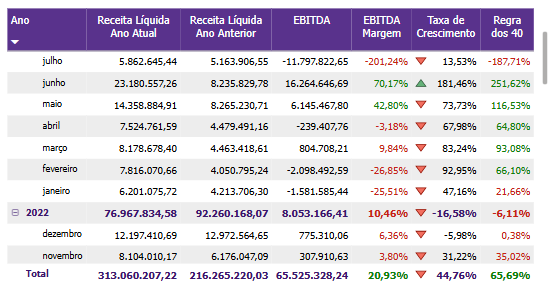 Ano Receita Líquida Ano Atual Receita Líquida Ano Anterior EBITDA EBITDA Margem Taxa de Crescimento Regra dos 40
julho 5.862.645,44 5.163.906,55 -11.797.822,65 -201,24% 13,53% -187,71%
junho 23.180.557,26 8.235.829,78 16.264.646,69 70,17% 181,46% 251,62%
maio 14.358.884,91 8.265.230,71 6.145.467,80 42,80% 73,73% 116,53%
abril 7.524.761,59 4.479.491,16 -239.407,76 -3,18% 67,98% 64,80%
março 8.178.678,40 4.463.418,61 804.708,21 9,84% 83,24% 93,08%
fevereiro 7.816.070,66 4.050.795,24 -2.098.492,59 -26,85% 92,95% 66,10%
janeiro 6.201.075,72 4.213.706,30 -1.581.585,44 -25,51% 47,16% 21,66%
2022 76.967.834,58 92.260.168,07 8.053.166,41 10,46% -16,58% -6,11%
dezembro 12.197.410,69 12.972.564,65 775.310,06 6,36% -5,98% 0,38%
novembro 8.104.010,17 6.176.047,09 307.910,63 3,80% 31,22% 35,02%
Total 313.060.207,22 216.265.220,03 65.525.328,24 20,93% 44,76% 65,69%